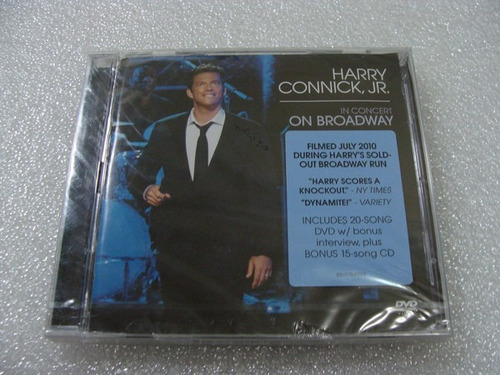 HARRY
CONNICK, JR.
IN CONCERT
ON BROADWAY
FILMED JULY 2010
DURING HARRY'S SOLD-
OUT BROADWAY RUN
"HARRY SCORES A
KNOCKOUT." - NY TIMES
"DYNAMITE!" - VARIETY
INCLUDES 20-SONG
DVD w/ bonus
interview, plus
BONUS 15-song CD
DVD